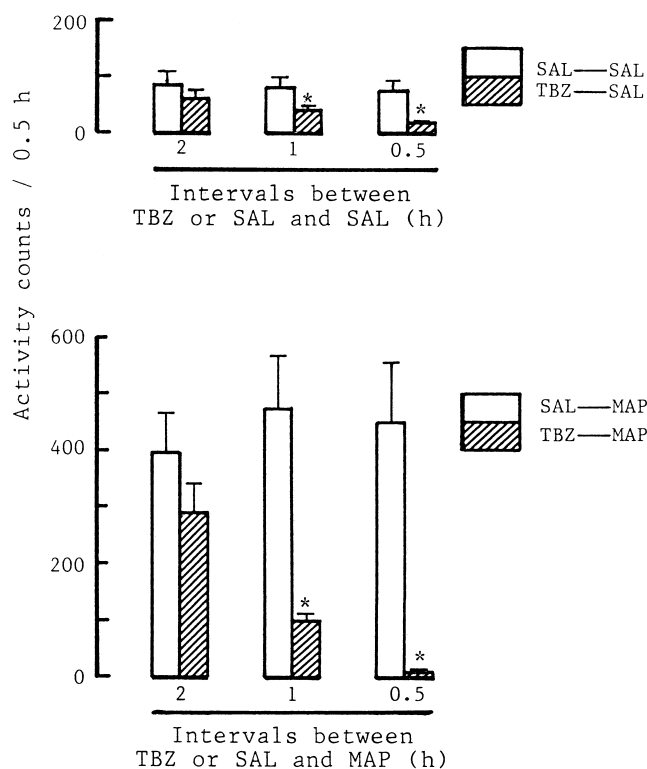 Activity counts / 0.5 h
200
0
*
*
2
1
0.5
SAL—SAL
TBZ—SAL
Intervals between
TBZ or SAL and SAL (h)
600
400
200
0
*
*
2
1
0.5
SAL—MAP
TBZ—MAP
Intervals between
TBZ or SAL and MAP (h)